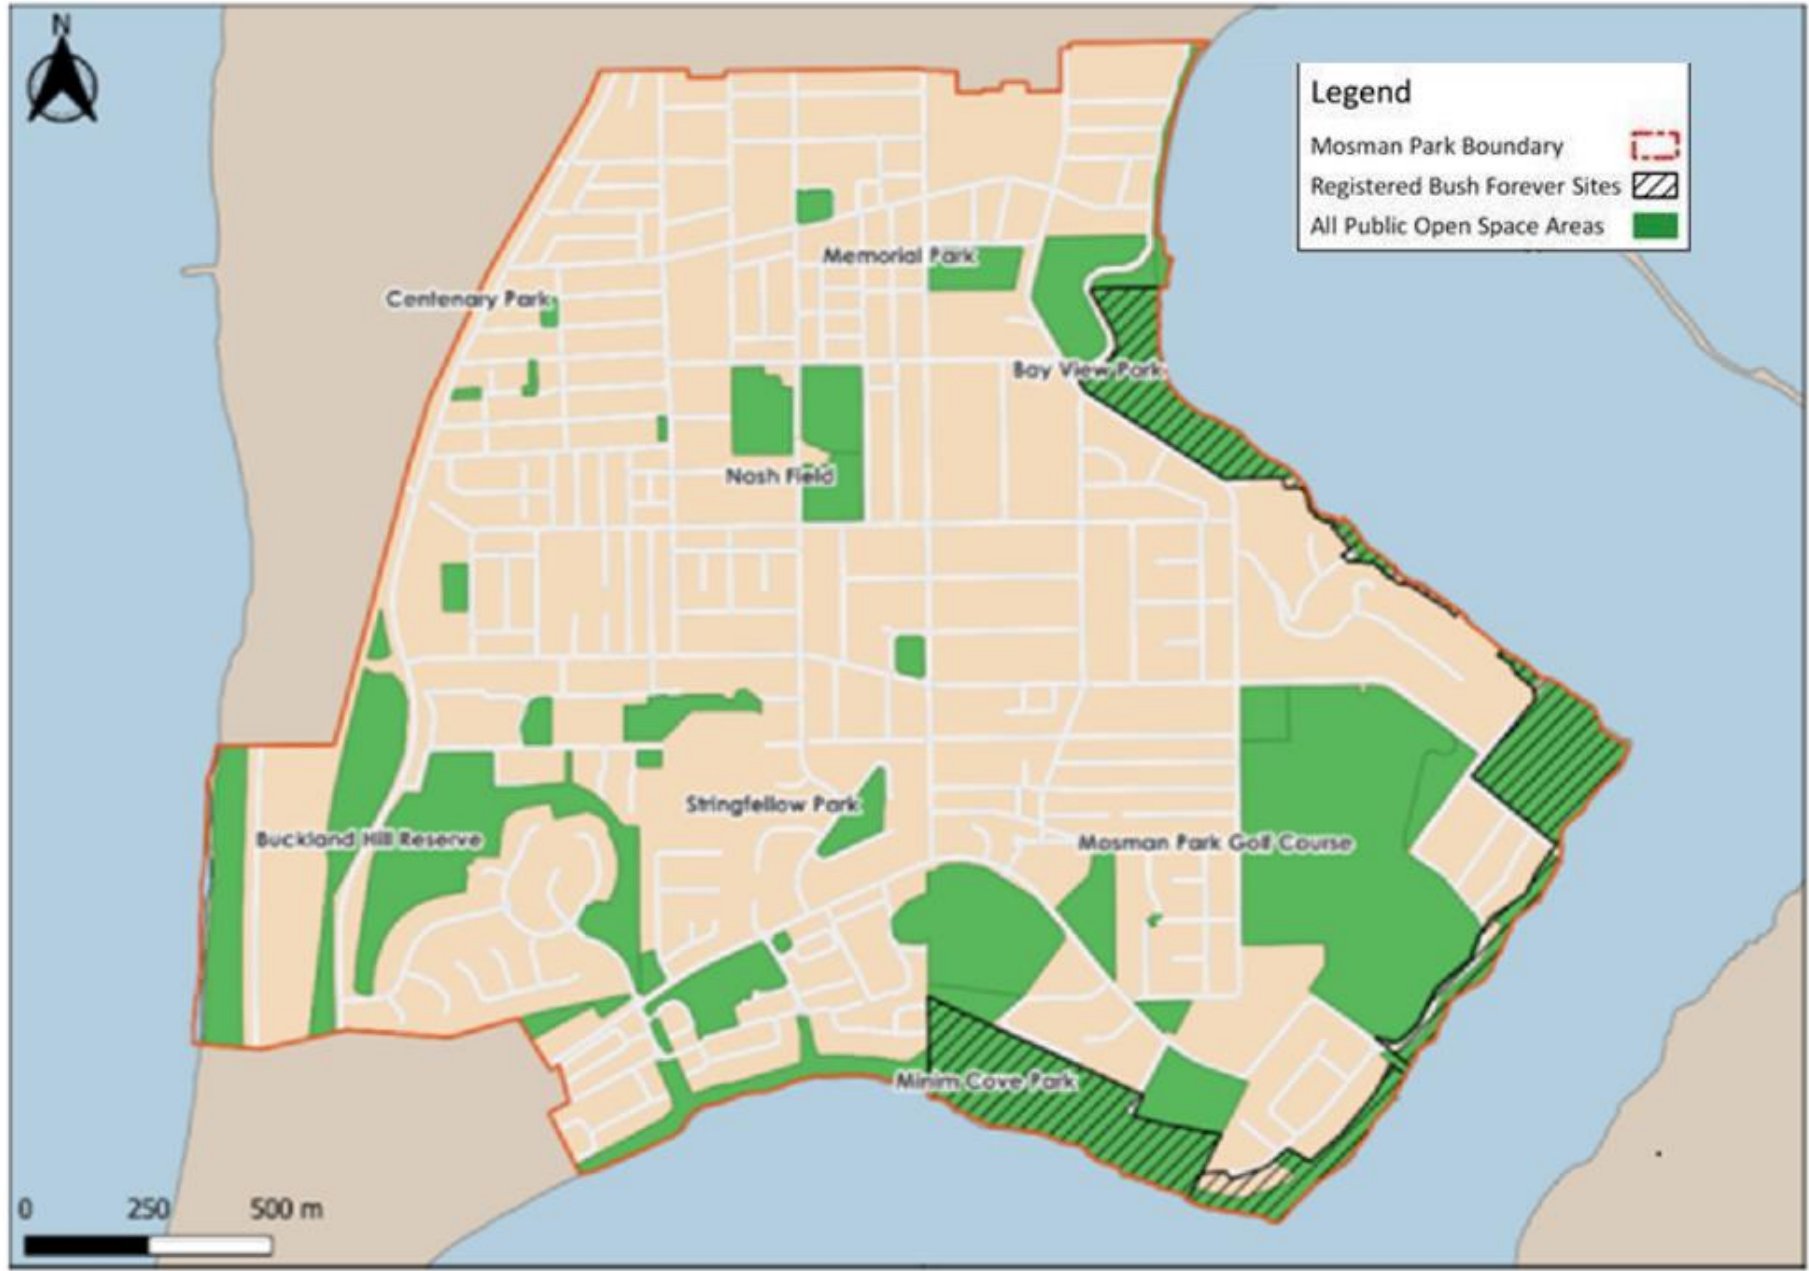 N
Legend
Mosman Park Boundary
Registered Bush Forever Sites
All Public Open Space Areas
Memorial Park
Centenary Park
Bay View Park
Nash Field
Stringfellow Park
Buckland Hill Reserve
Mosman Park Golf Course
Minim Cove Park
0 250 500 m